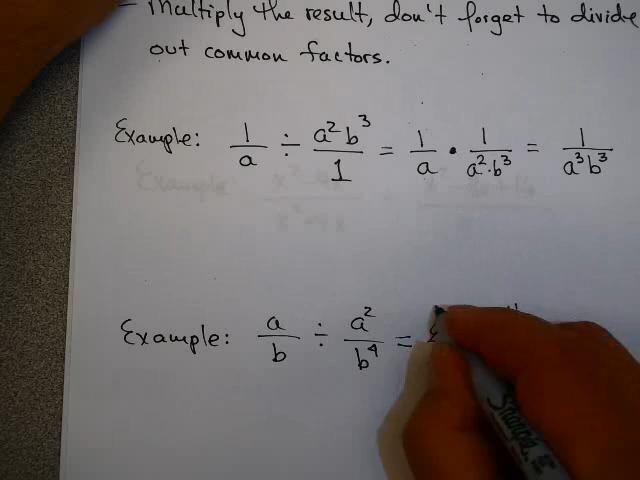 - Multiply the result, don't forget to divide
out common factors.
Example: 1/a ÷ a²b³/1 = 1/a • 1/a²·b³ = 1/a³b³
Example: a/b ÷ a²/b⁴ =
Sharpie